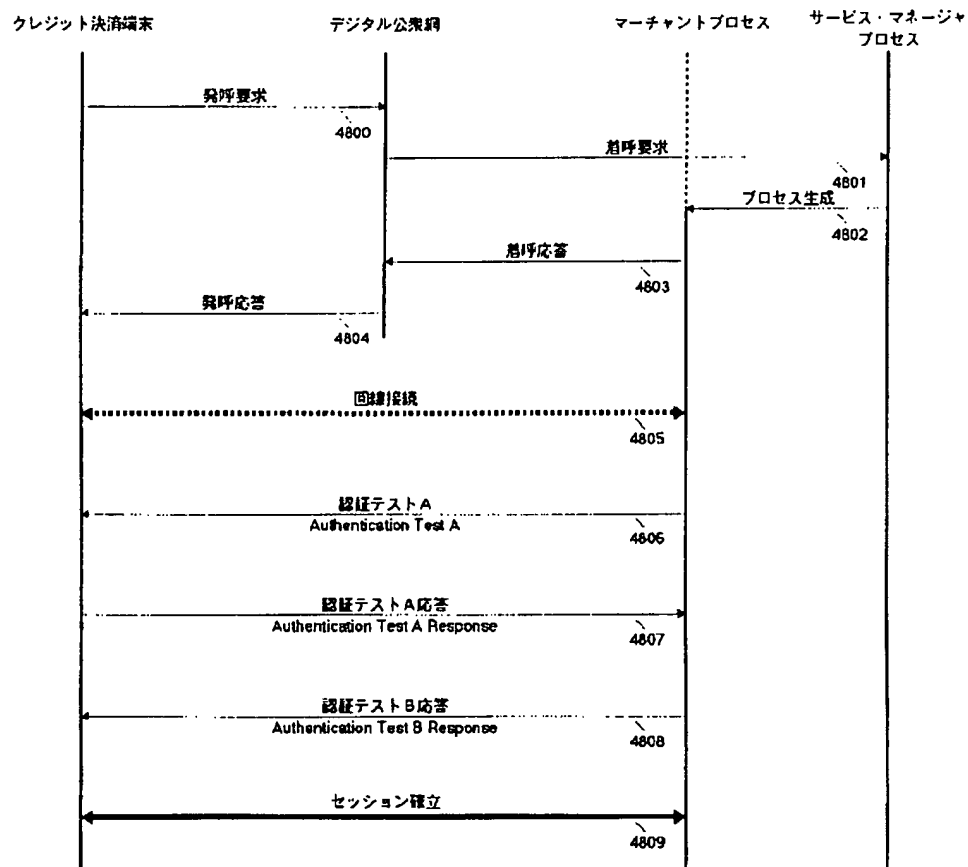 クレジット決済端末
デジタル公衆網
マーチャントプロセス
サービス・マネージャ
プロセス
発呼要求
4800
着呼要求
4801
プロセス生成
4802
着呼応答
4803
発呼応答
4804
回線接続
4805
認証テストA
Authentication Test A
4806
認証テストA応答
Authentication Test A Response
4807
認証テストB応答
Authentication Test B Response
4808
セッション確立
4809